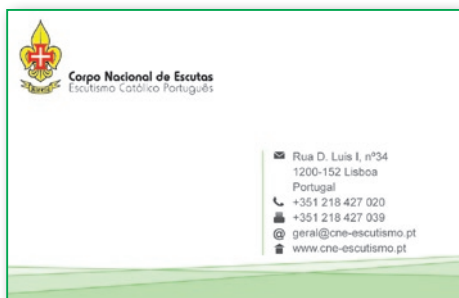 Corpo Nacional de Escutas
Escutismo Católico Português
Rua D. Luis I, nº34
1200-152 Lisboa
Portugal
+351 218 427 020
+351 218 427 039
@ geral@cne-escutismo.pt
www.cne-escutismo.pt